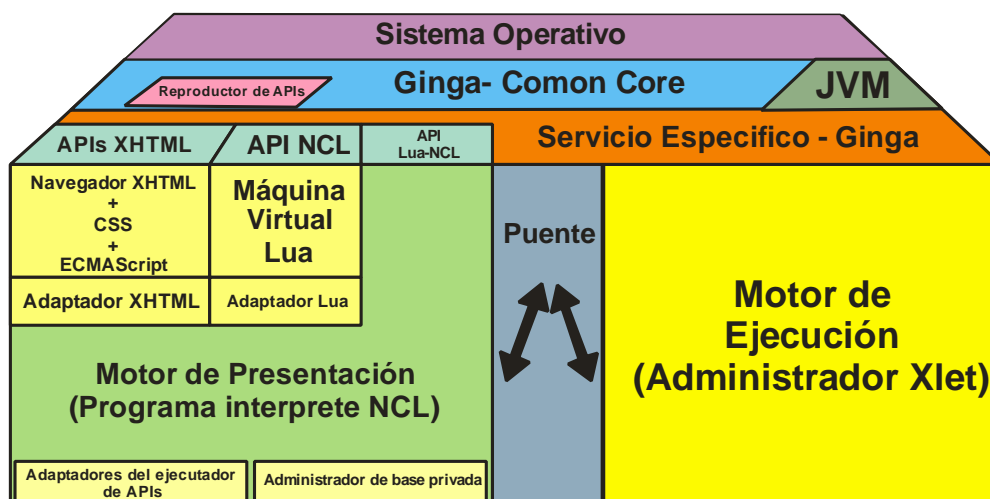 Sistema Operativo
Ginga- Comon Core
JVM
Reproductor de APIs
Servicio Especifico - Ginga
APIs XHTML
API NCL
API
Lua-NCL
Navegador XHTML
+
CSS
+
ECMAScript
Máquina
Virtual
Lua
Adaptador XHTML
Adaptador Lua
Puente
Motor de
Ejecución
(Administrador Xlet)
Motor de Presentación
(Programa interprete NCL)
Adaptadores del ejecutador
de APIs
Administrador de base privada